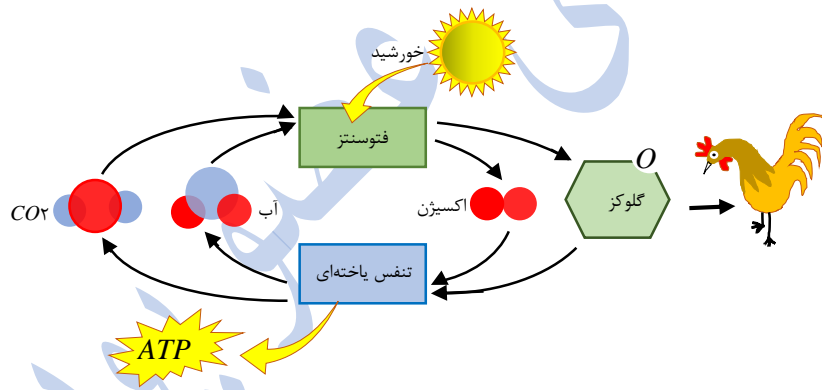 خورشید
فتوسنتز
O
گلوکز
اکسیژن
آب
CO۲
تنفس یاخته‌ای
ATP